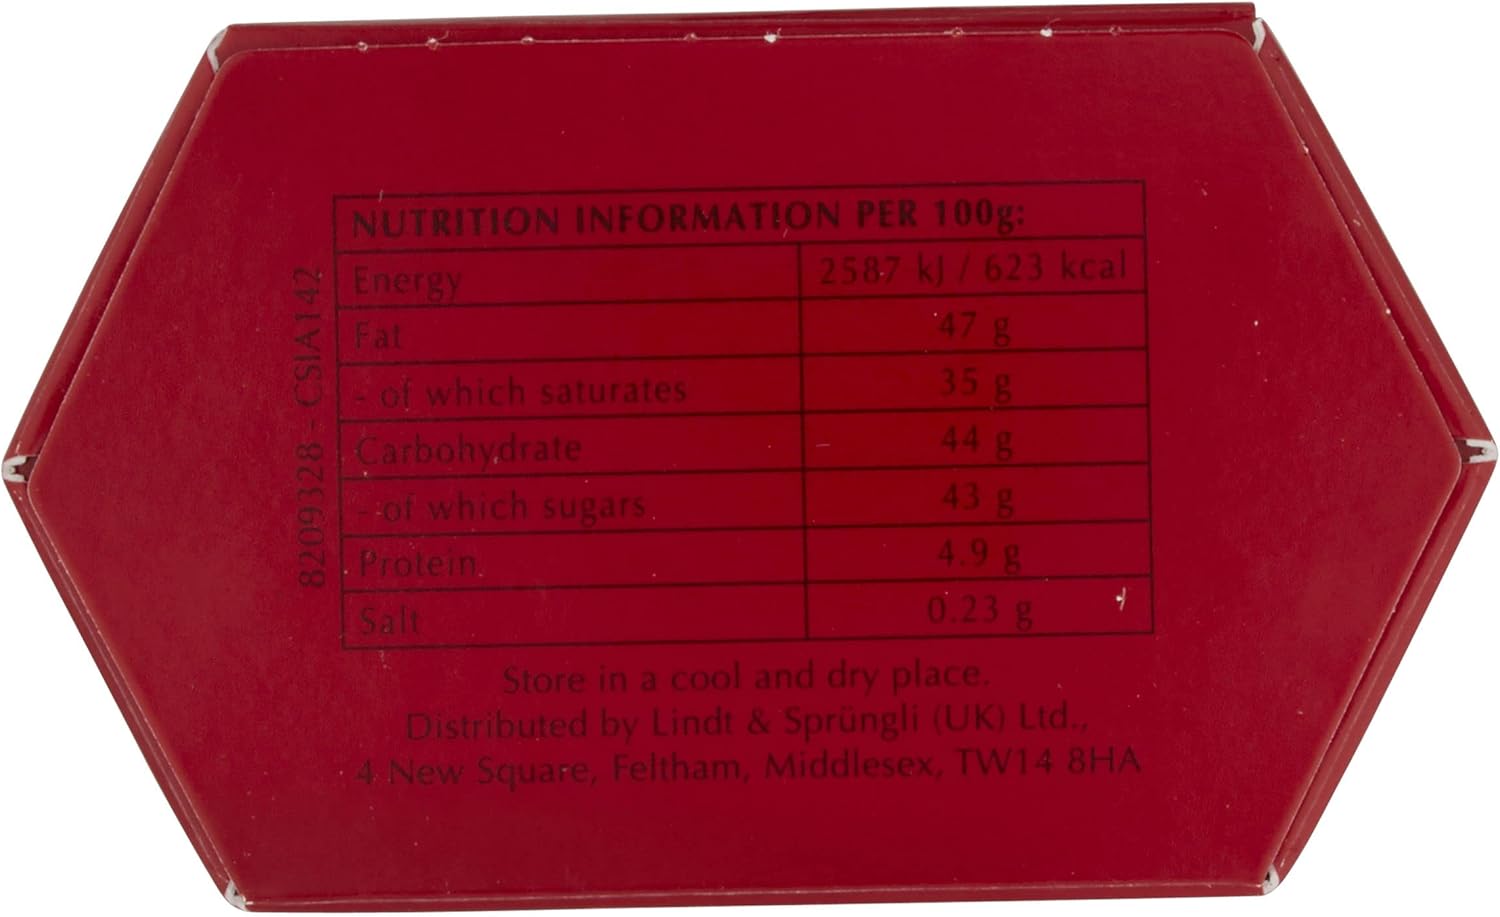 NUTRITION INFORMATION PER 100g:
Energy 2587 kJ / 623 kcal
Fat 47 g
- of which saturates 35 g
Carbohydrate 44 g
- of which sugars 43 g
Protein 4.9 g
Salt 0.23 g
Store in a cool and dry place.
Distributed by Lindt & Sprüngli (UK) Ltd.,
4 New Square, Feltham, Middlesex, TW14 8HA
8209328 - CSIA142